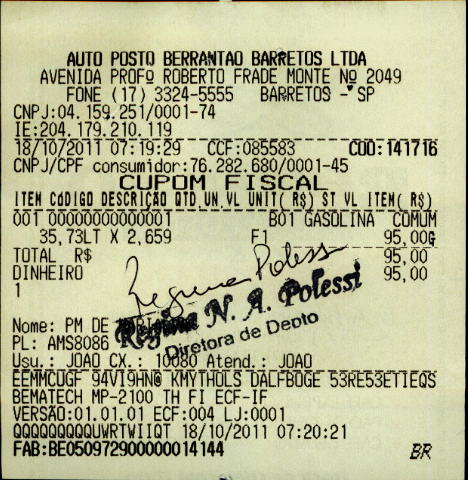 AUTO POSTO BERRANTAO BARRETOS LTDA
AVENIDA PROFº ROBERTO FRADE MONTE Nº 2049
FONE (17) 3324-5555 BARRETOS - SP
CNPJ:04.159.251/0001-74
IE:204.179.210.119
18/10/2011 07:19:29 CCF:085583 COO:141716
CNPJ/CPF consumidor:76.282.680/0001-45
CUPOM FISCAL
ITEM CÓDIGO DESCRIÇÃO QTD.UN.VL UNIT( R$) ST VL ITEM( R$)
001 00000000000001 B01 GASOLINA COMUM
35,73LT X 2,659 F1 95,00G
TOTAL R$ 95,00
DINHEIRO 95,00
1
Regina Polessi
Regina N. A. Polessi
Diretora de Depto
Nome: PM DE
PL: AMS8086
Usu.: JOAO CX.: 10080 Atend.: JOAO
EEMMCUGF 94VI9HN@ KMYTHOLS DALFBDGE 53RE53ETIEQS
BEMATECH MP-2100 TH FI ECF-IF
VERSÃO:01.01.01 ECF:004 LJ:0001
QQQQQQQQQUWRTWIIQT 18/10/2011 07:20:21
FAB:BE050972900000014144
BR